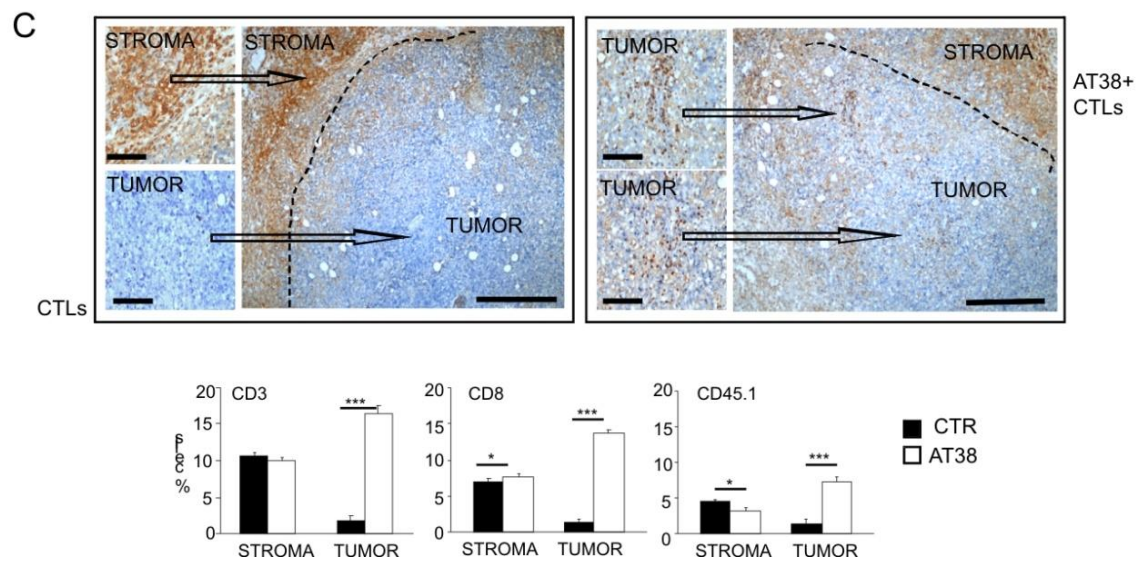 C
STROMA
STROMA
TUMOR
TUMOR
CTLs
TUMOR
STROMA
TUMOR
TUMOR
AT38+
CTLs
CD3
20
15
10
5
0
% cells
***
STROMA TUMOR
CD8
20
15
10
5
0
*
***
STROMA TUMOR
CD45.1
20
15
10
5
0
*
***
STROMA TUMOR
CTR
AT38